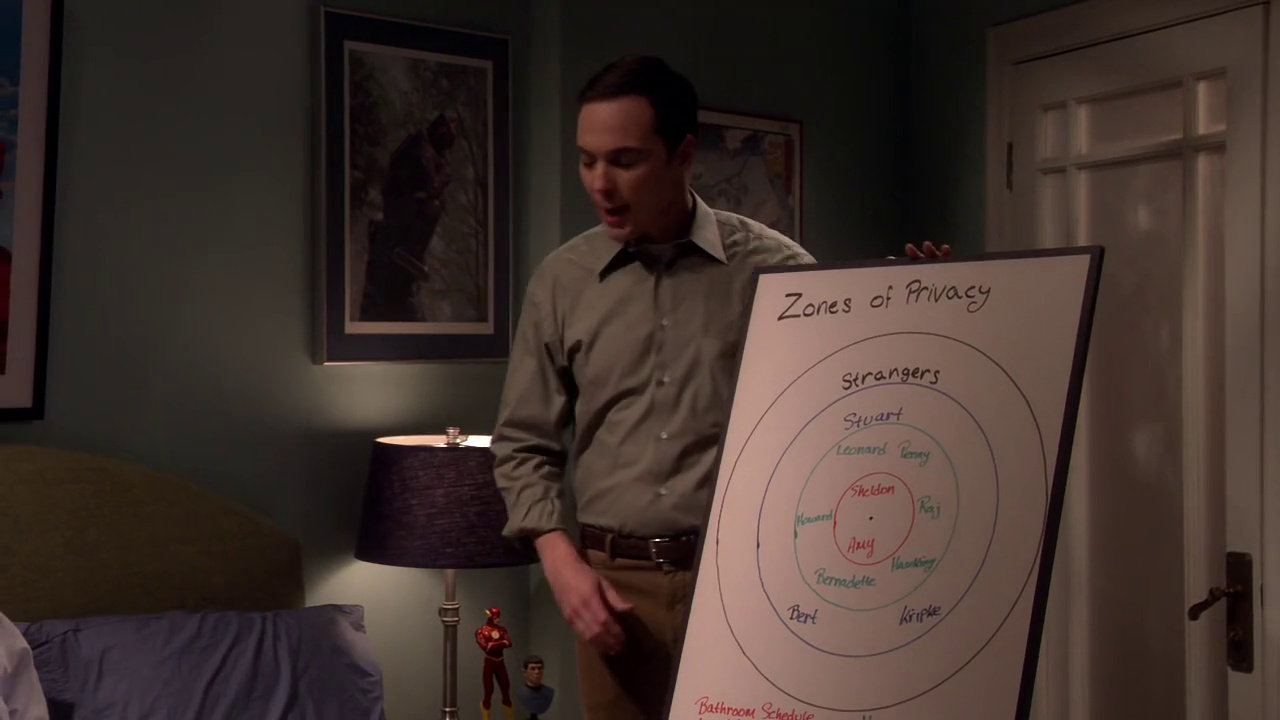 Zones of Privacy
Strangers
Stuart
Leonard Penny
Sheldon
Howard Raj
Amy
Hawking
Bernadette
Bert Kripke
Bathroom Schedule